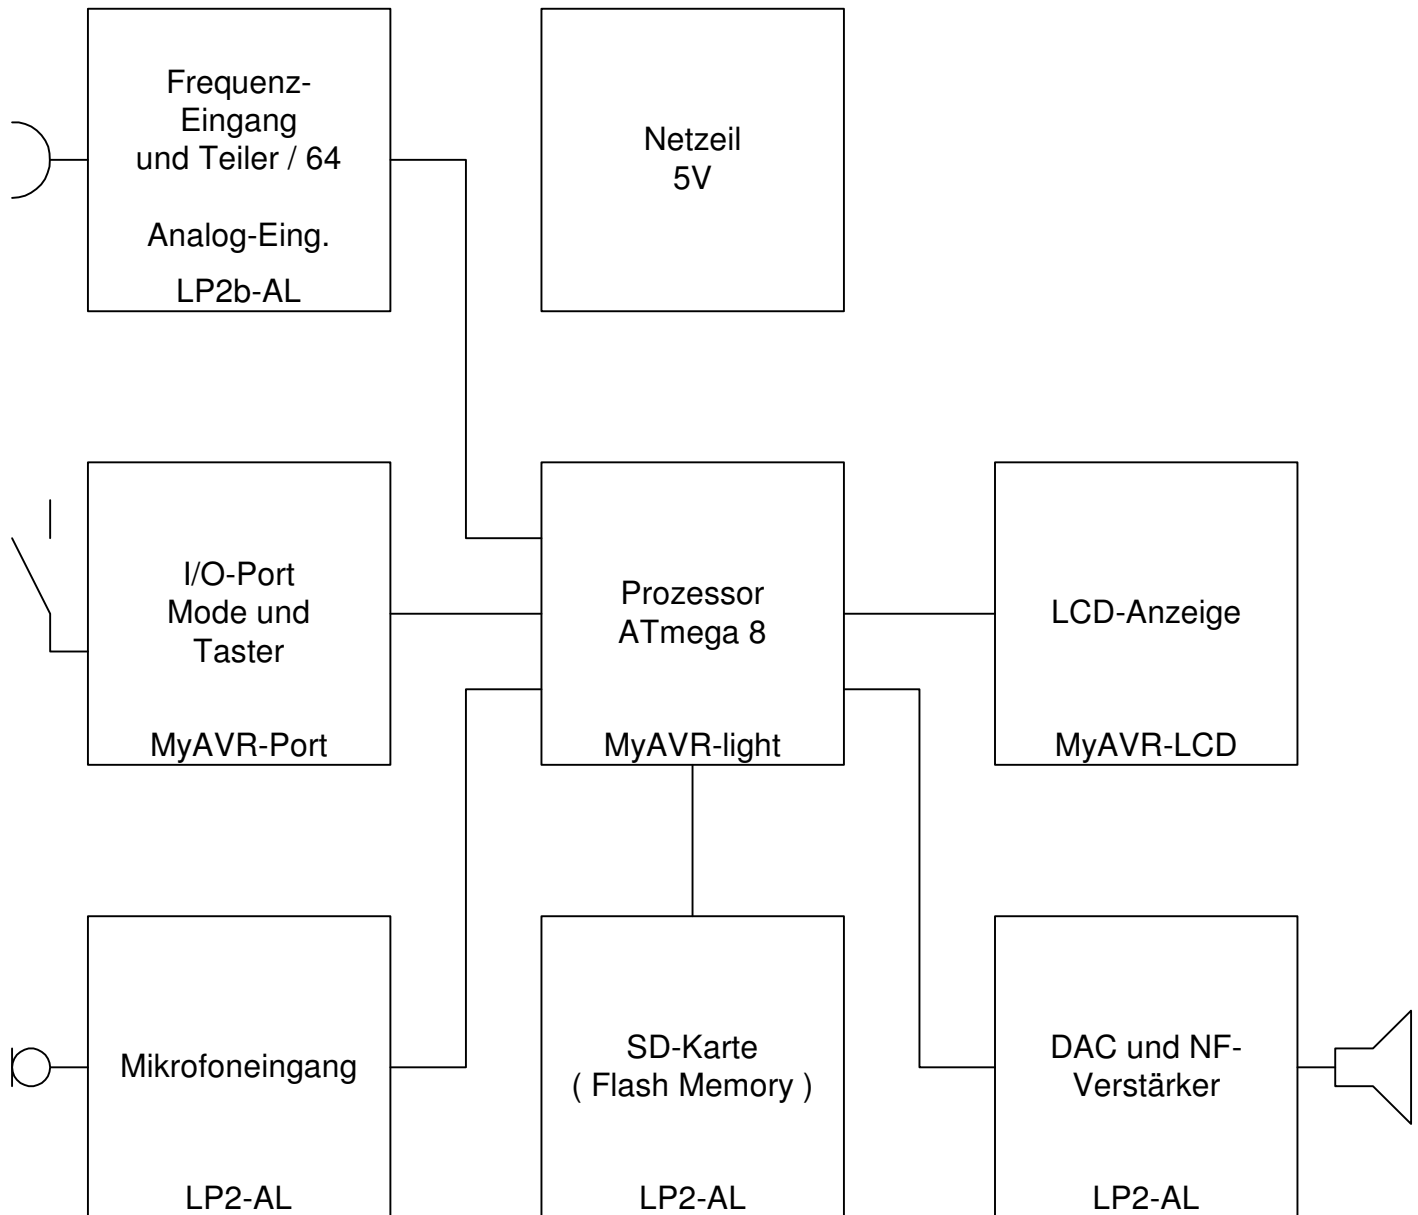 Frequenz-
Eingang
und Teiler / 64
Analog-Eing.
LP2b-AL
Netzeil
5V
I/O-Port
Mode und
Taster
MyAVR-Port
Prozessor
ATmega 8
MyAVR-light
LCD-Anzeige
MyAVR-LCD
Mikrofoneingang
LP2-AL
SD-Karte
( Flash Memory )
LP2-AL
DAC und NF-
Verstärker
LP2-AL